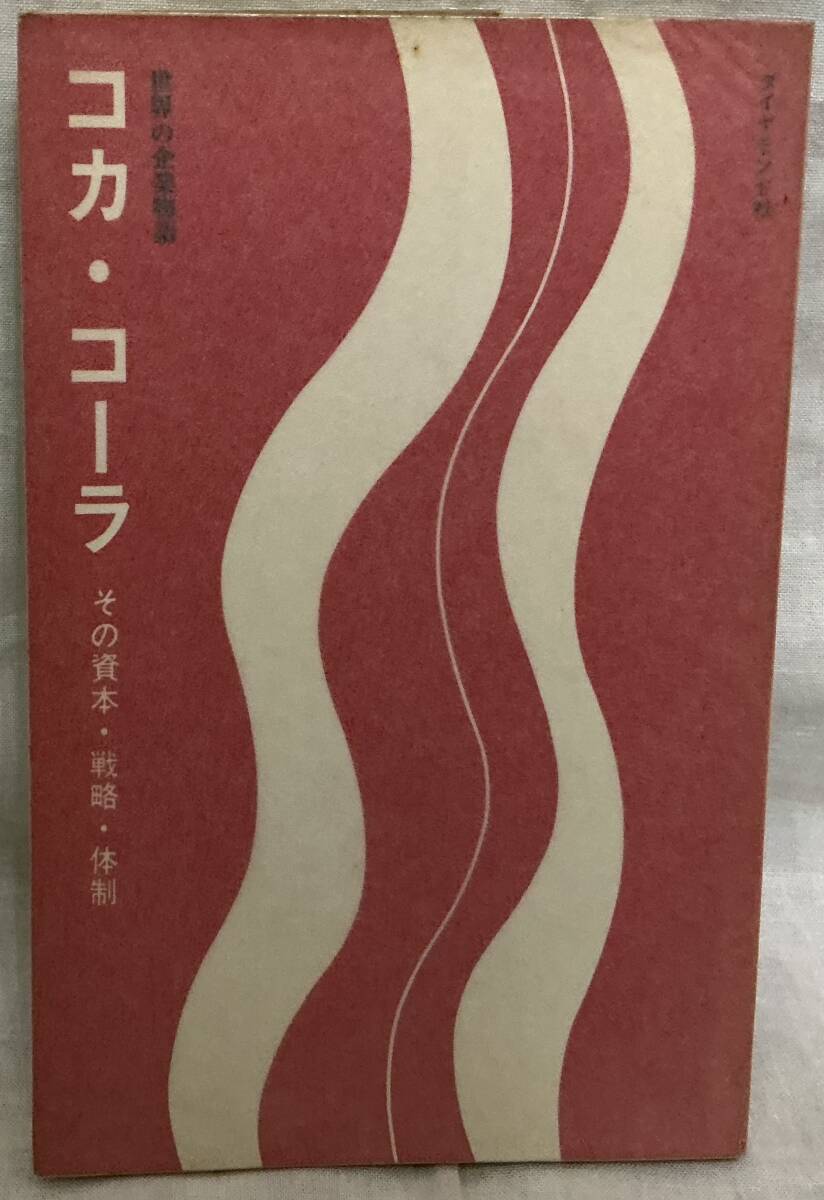 ダイヤモンド社
世界の企業物語
コカ・コーラ
その資本・戦略・体制